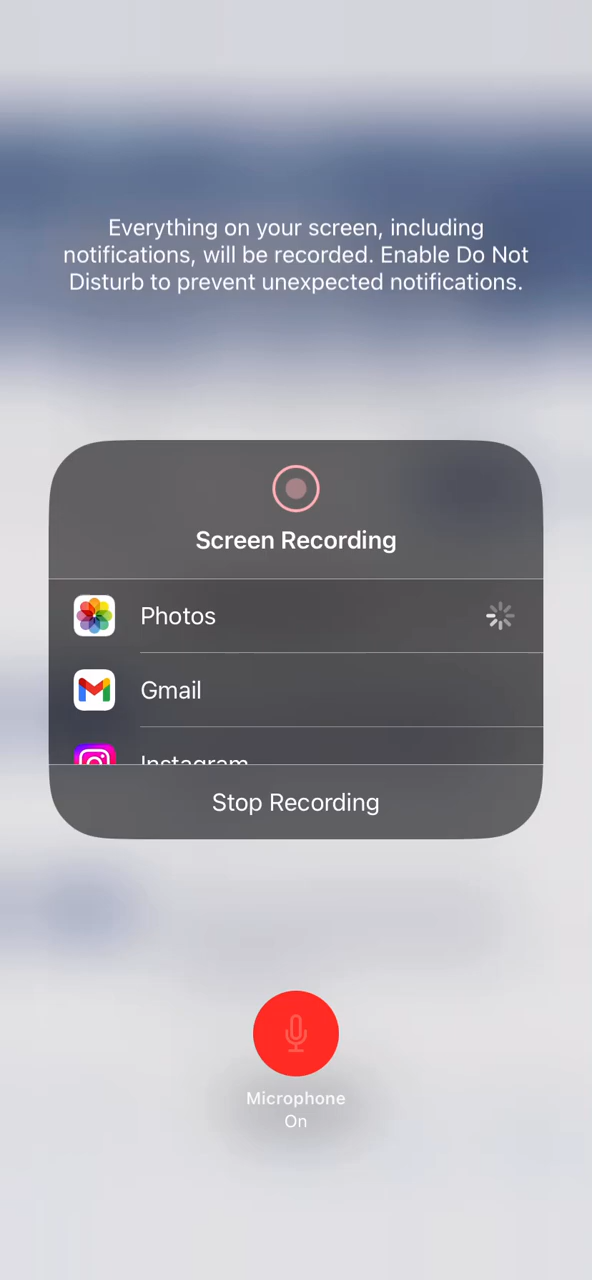 Everything on your screen, including
notifications, will be recorded. Enable Do Not
Disturb to prevent unexpected notifications.
Screen Recording
Photos
Gmail
Instagram
Stop Recording
Microphone
On